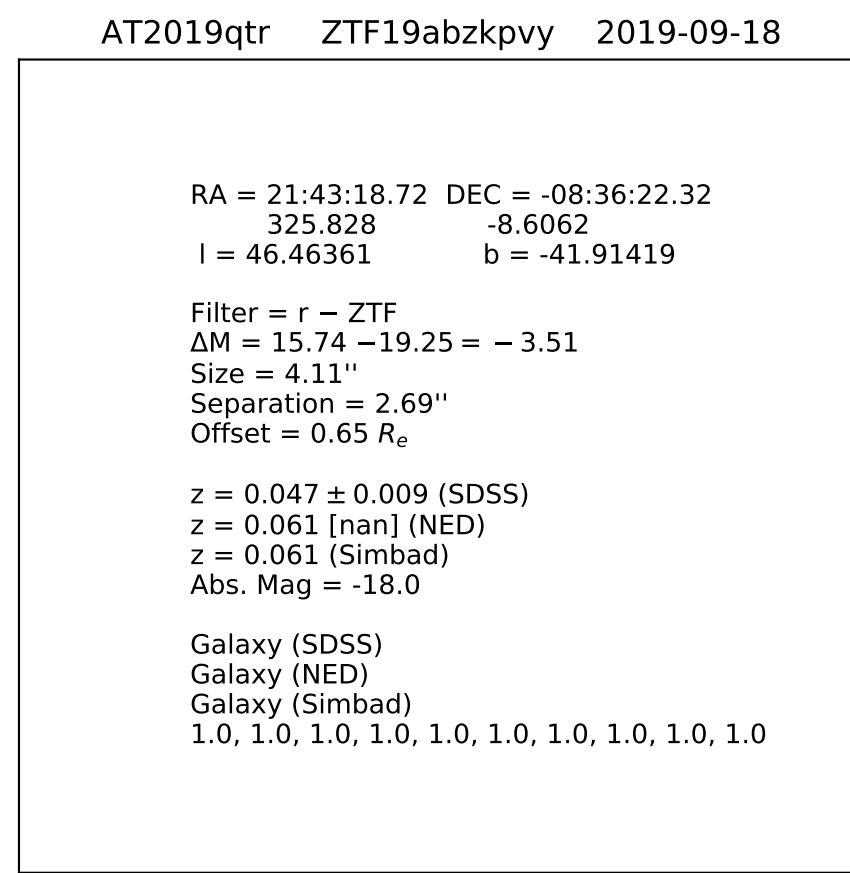 AT2019qtr ZTF19abzkpvy 2019-09-18
RA = 21:43:18.72 DEC = -08:36:22.32
325.828 -8.6062
l = 46.46361 b = -41.91419
Filter = r − ZTF
ΔM = 15.74 −19.25 = − 3.51
Size = 4.11''
Separation = 2.69''
Offset = 0.65 Re
z = 0.047 ± 0.009 (SDSS)
z = 0.061 [nan] (NED)
z = 0.061 (Simbad)
Abs. Mag = -18.0
Galaxy (SDSS)
Galaxy (NED)
Galaxy (Simbad)
1.0, 1.0, 1.0, 1.0, 1.0, 1.0, 1.0, 1.0, 1.0, 1.0